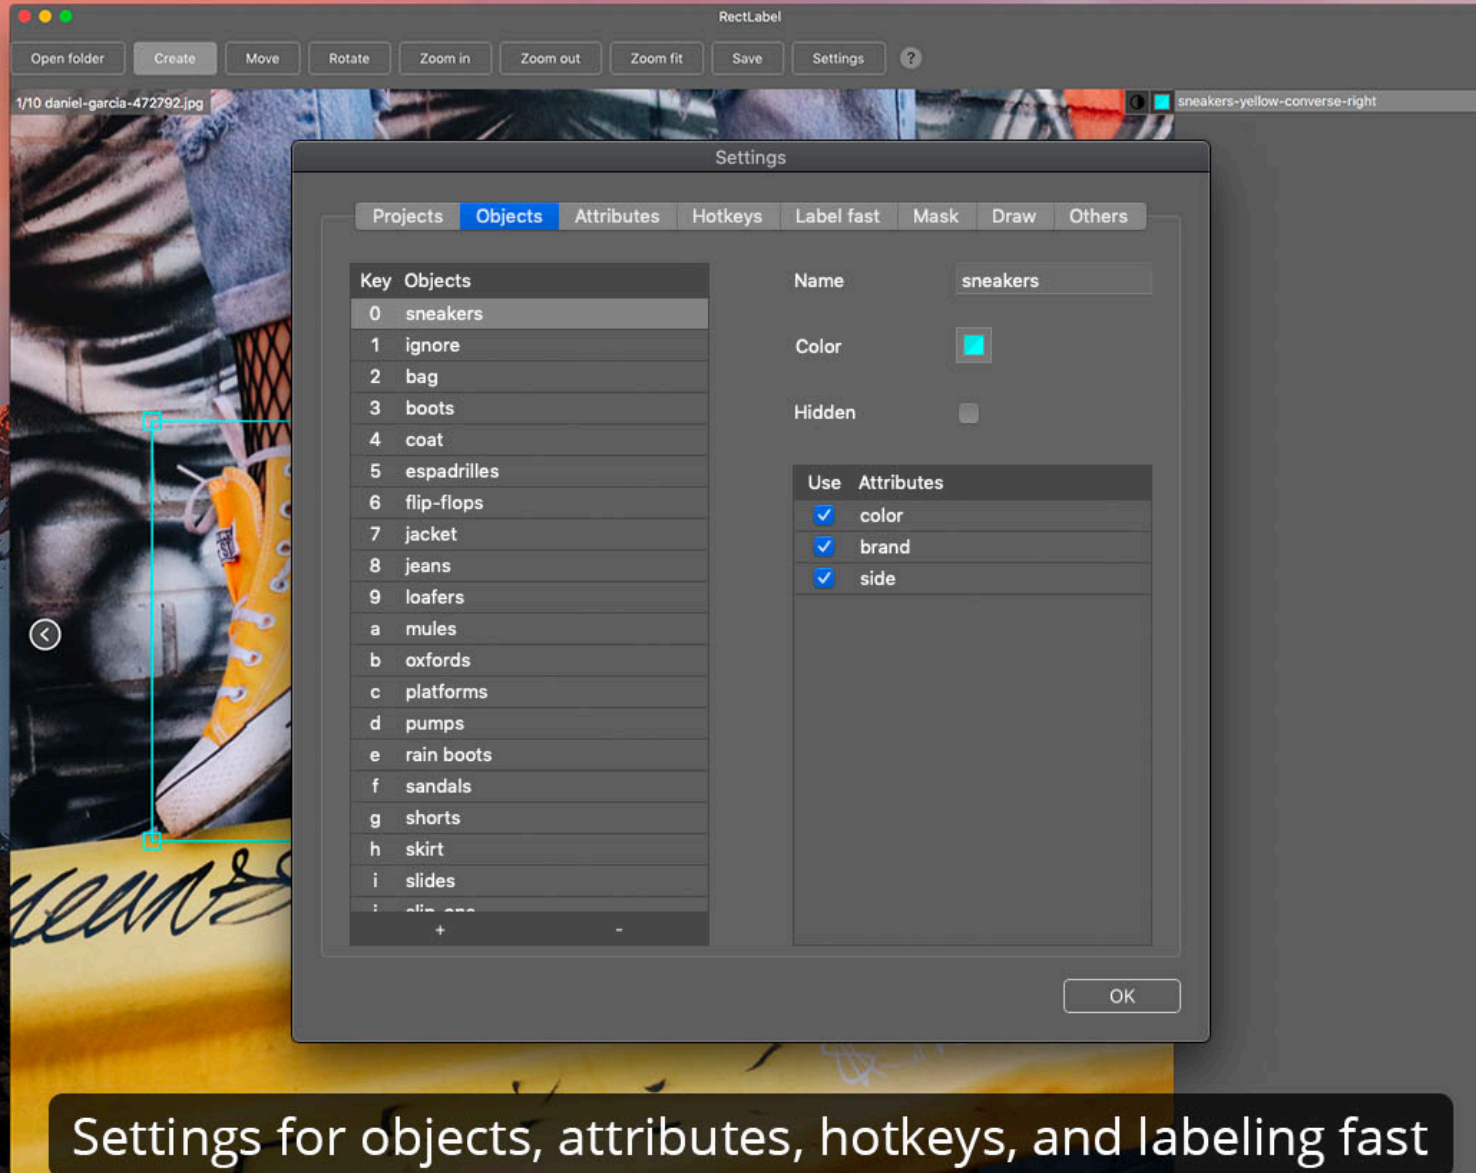 RectLabel
Open folder Create Move Rotate Zoom in Zoom out Zoom fit Save Settings ?
1/10 daniel-garcia-472792.jpg
sneakers-yellow-converse-right
Settings
Projects Objects Attributes Hotkeys Label fast Mask Draw Others
Key Objects
0 sneakers
1 ignore
2 bag
3 boots
4 coat
5 espadrilles
6 flip-flops
7 jacket
8 jeans
9 loafers
a mules
b oxfords
c platforms
d pumps
e rain boots
f sandals
g shorts
h skirt
i slides
+ -
Name sneakers
Color
Hidden
Use Attributes
color
brand
side
OK
Settings for objects, attributes, hotkeys, and labeling fast